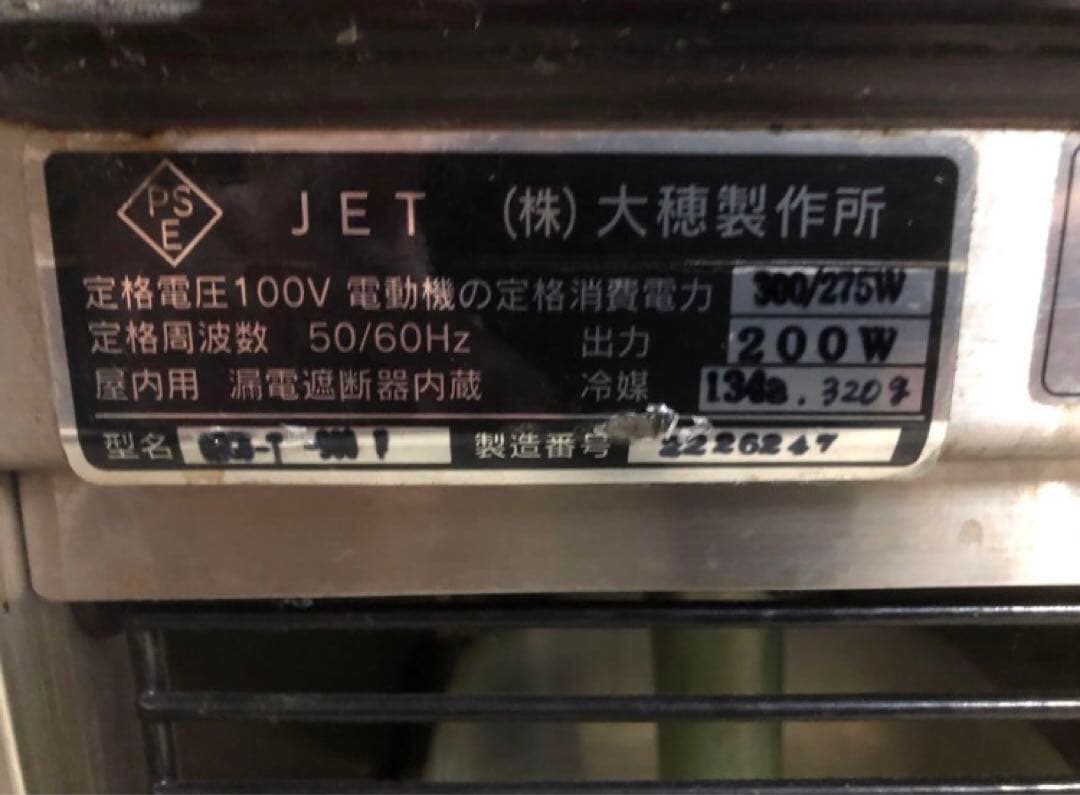 PSE JET (株)大穂製作所
定格電圧100V 電動機の定格消費電力 300/275W
定格周波数 50/60Hz 出力 200W
屋内用 漏電遮断器内蔵 冷媒 134a. 320g
型名 製造番号 2226247